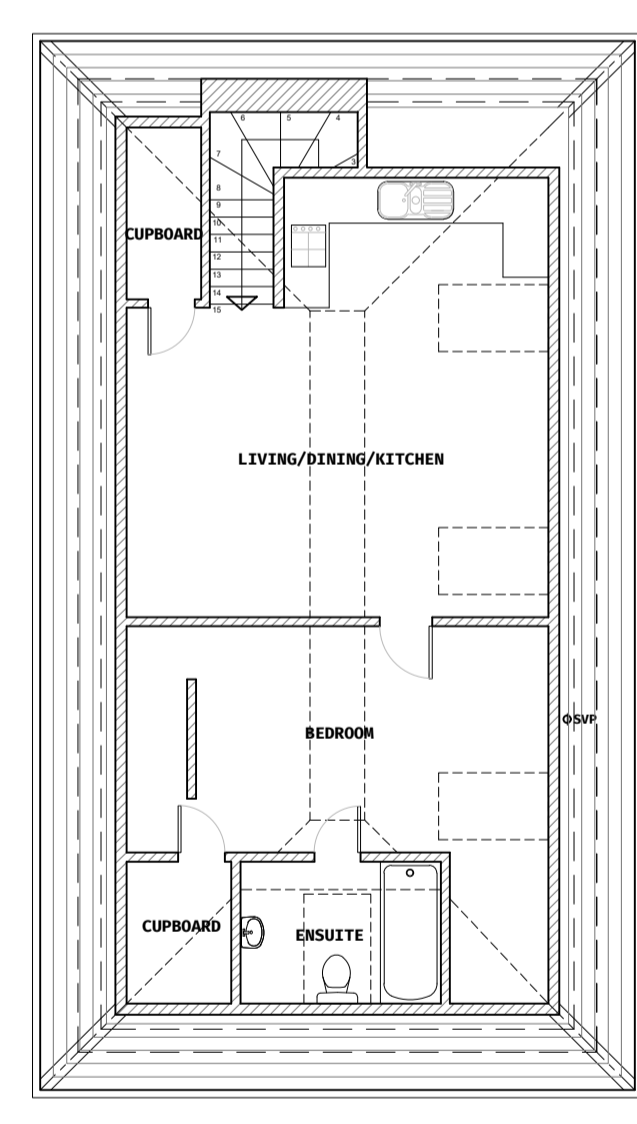 6 5 4
7 3
8
CUPBOARD 9
10
11
12
13
14
15
LIVING/DINING/KITCHEN
SVP
BEDROOM
CUPBOARD
ENSUITE